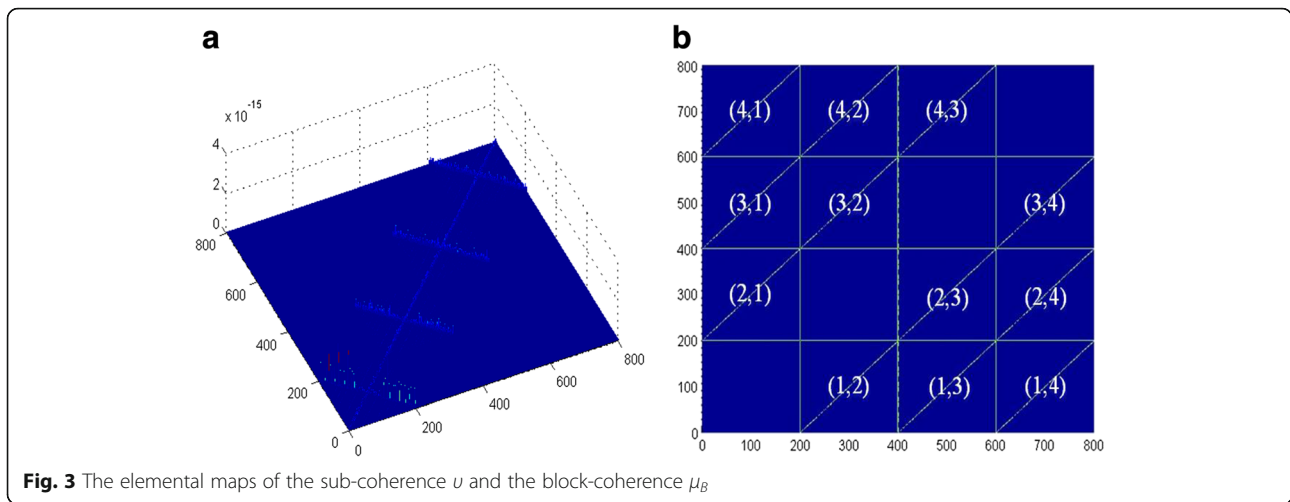 a
b
x 10^-15
4
2
0
800
600
400
200
0
0
200
400
600
800
800
700
600
500
400
300
200
100
0
(4,1) (4,2) (4,3)
(3,1) (3,2) (3,4)
(2,1) (2,3) (2,4)
(1,2) (1,3) (1,4)
0 100 200 300 400 500 600 700 800
Fig. 3 The elemental maps of the sub-coherence υ and the block-coherence μ_B